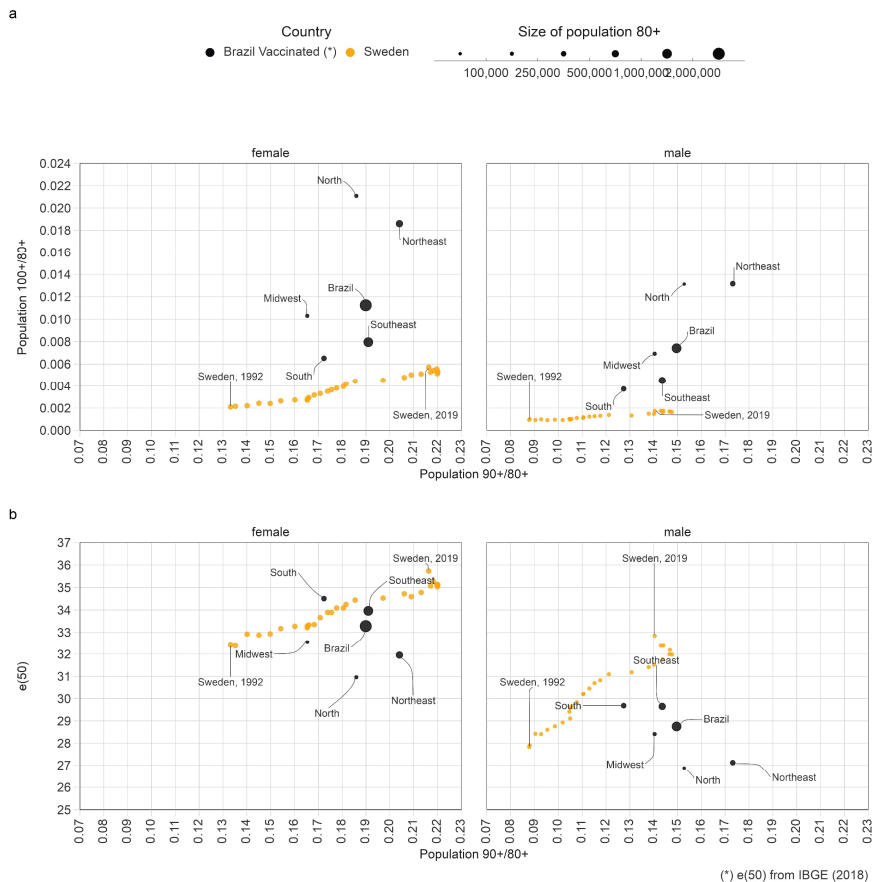 a
Country
Size of population 80+
Brazil Vaccinated (*)
Sweden
100,000 250,000 500,000 1,000,000 2,000,000
female
male
0.024
0.022
0.020
0.018
0.016
0.014
0.012
0.010
0.008
0.006
0.004
0.002
0.000
Population 100+/80+
North
Northeast
Brazil
Midwest
Southeast
South
Sweden, 1992
Sweden, 2019
Northeast
North
Brazil
Midwest
Southeast
South
Sweden, 1992
Sweden, 2019
0.07 0.08 0.09 0.10 0.11 0.12 0.13 0.14 0.15 0.16 0.17 0.18 0.19 0.20 0.21 0.22 0.23
0.07 0.08 0.09 0.10 0.11 0.12 0.13 0.14 0.15 0.16 0.17 0.18 0.19 0.20 0.21 0.22 0.23
Population 90+/80+
b
female
male
37
36
35
34
33
32
31
30
29
28
27
26
25
e(50)
Sweden, 2019
South
Southeast
Midwest
Brazil
Sweden, 1992
Northeast
North
Sweden, 2019
Southeast
Sweden, 1992
South
Brazil
Midwest
North
Northeast
0.07 0.08 0.09 0.10 0.11 0.12 0.13 0.14 0.15 0.16 0.17 0.18 0.19 0.20 0.21 0.22 0.23
0.07 0.08 0.09 0.10 0.11 0.12 0.13 0.14 0.15 0.16 0.17 0.18 0.19 0.20 0.21 0.22 0.23
Population 90+/80+
(*) e(50) from IBGE (2018)